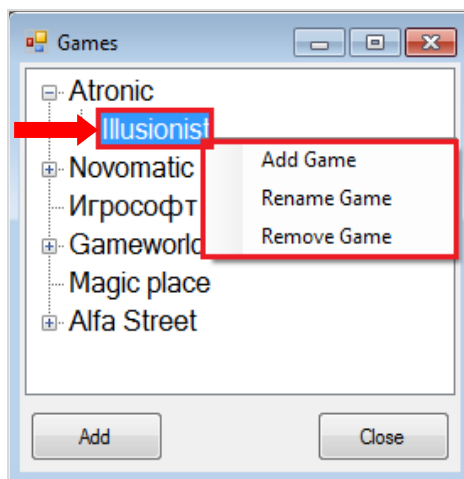 Games
Atronic
Illusionist
Add Game
Novomatic
Rename Game
Игрософт
Remove Game
Gameworld
Magic place
Alfa Street
Add
Close